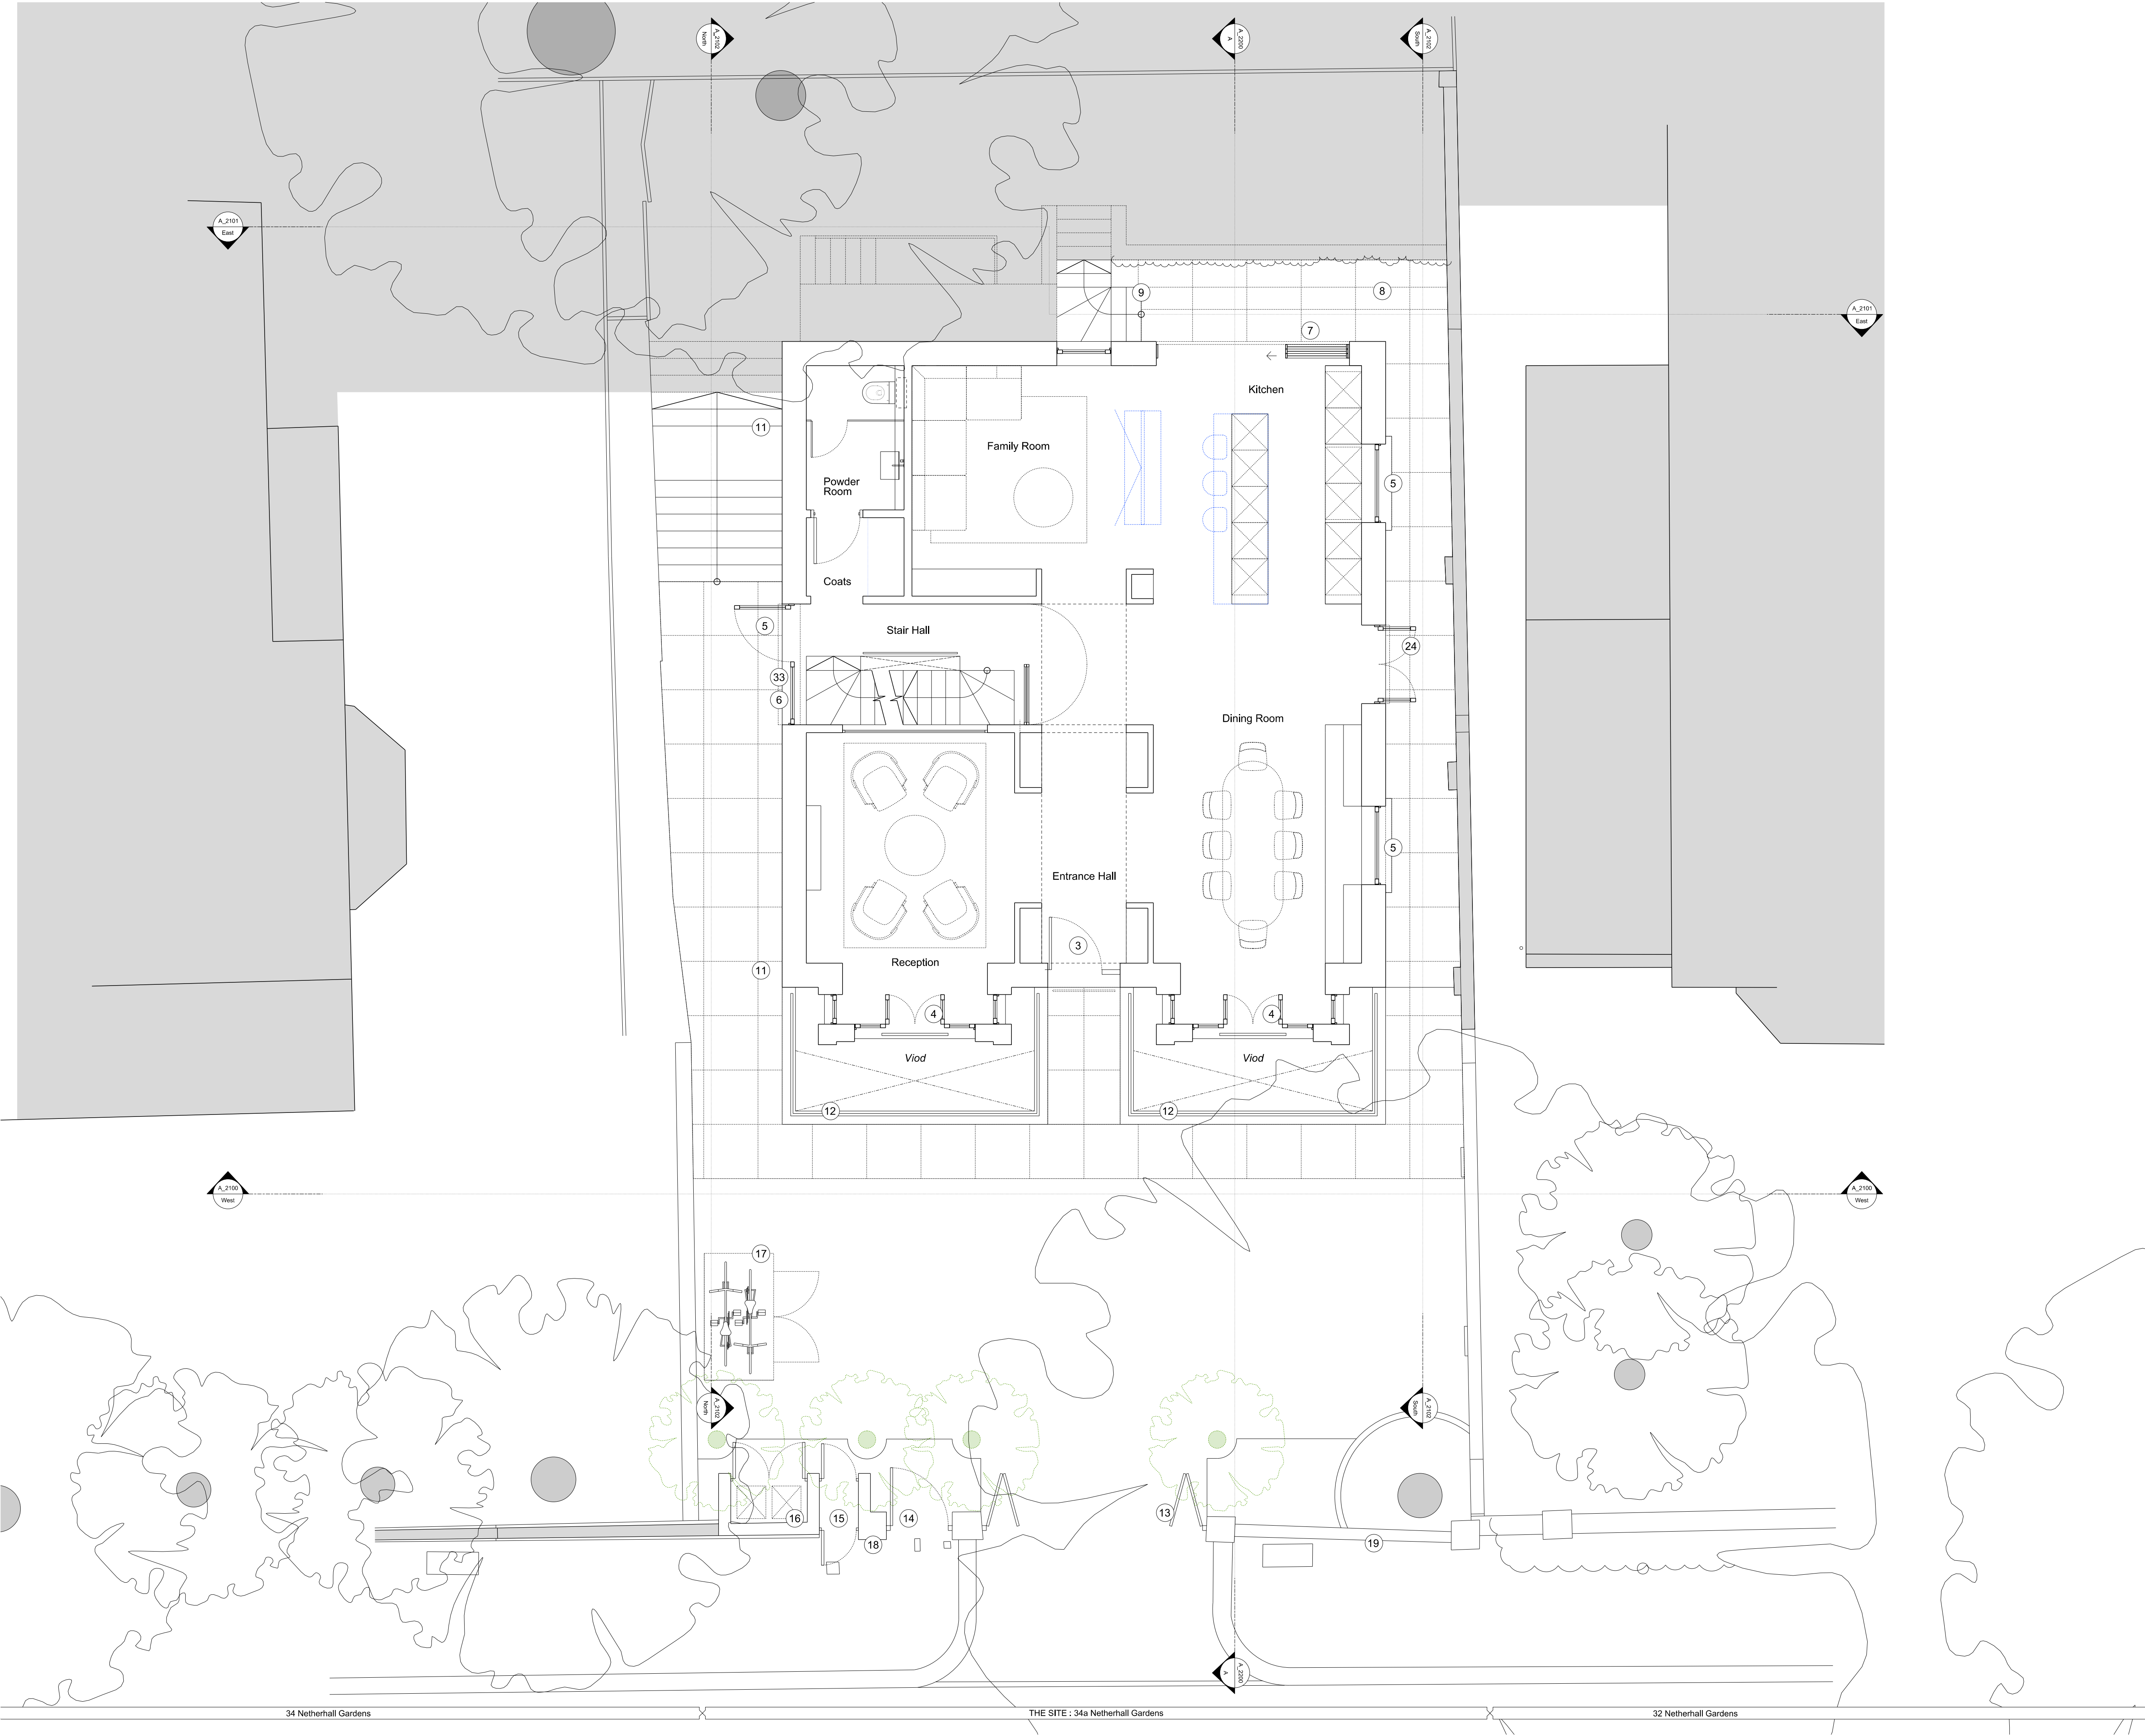 A_2102
North
A_2200
A
A_2102
South
A_2101
East
9
8
A_2101
East
7
Kitchen
11
Family Room
Powder
Room
5
Coats
5
Stair Hall
24
33
6
Dining Room
5
Entrance Hall
3
Reception
11
4
4
Viod
Viod
12
12
A_2100
West
A_2100
West
17
A_2102
North
A_2102
South
16
15
14
13
18
19
A_2200
A
34 Netherhall Gardens
THE SITE : 34a Netherhall Gardens
32 Netherhall Gardens